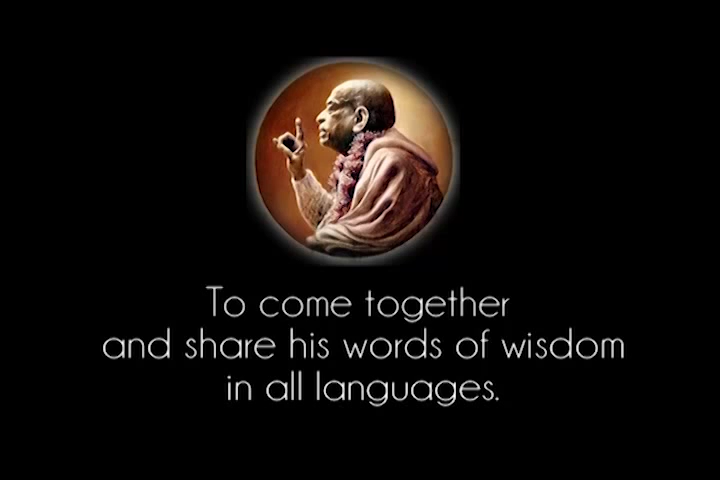 To come together
and share his words of wisdom
in all languages.